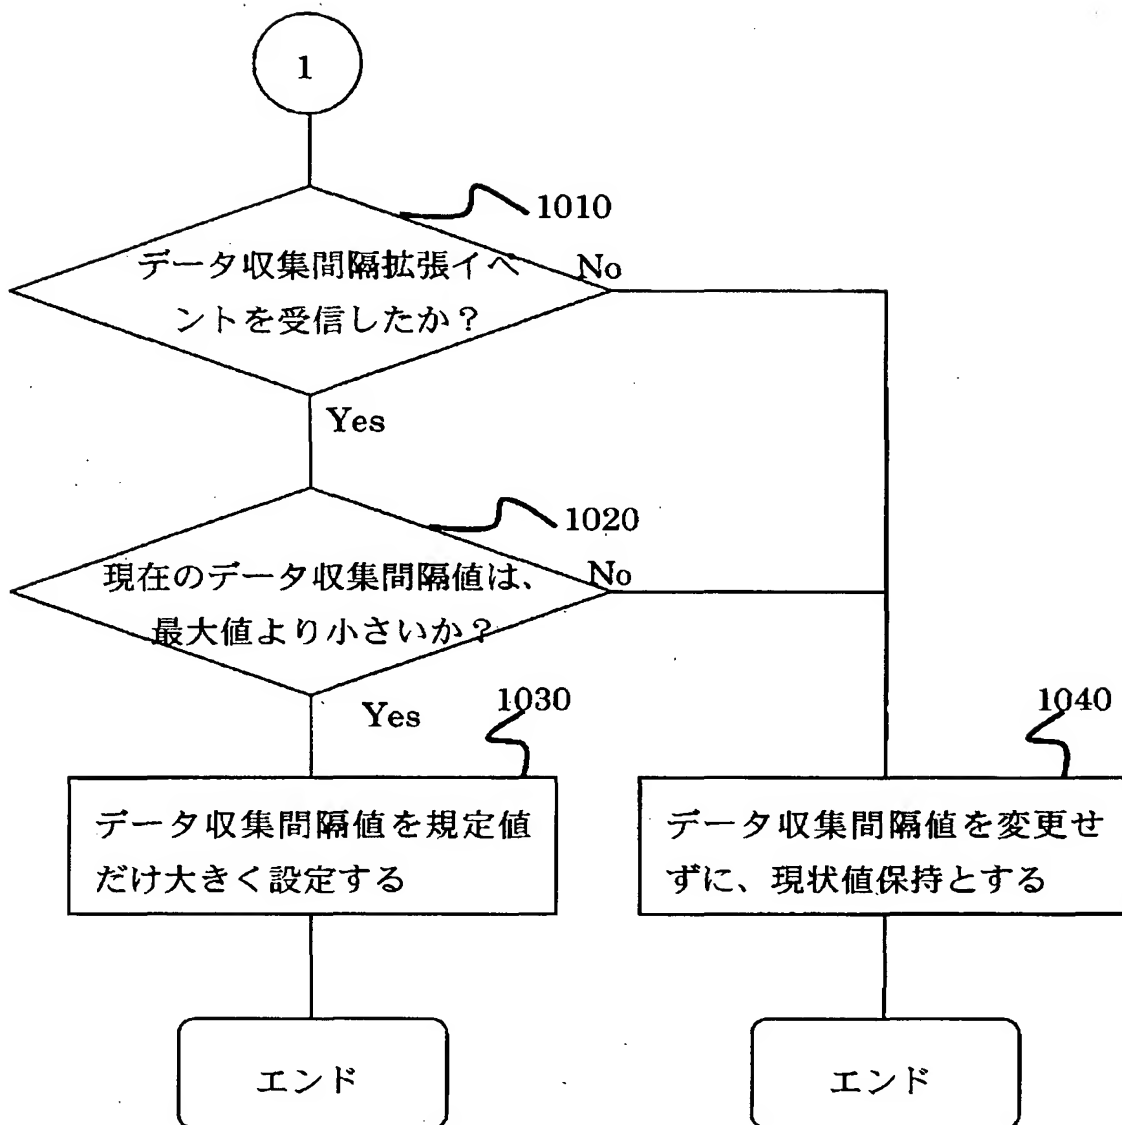 1
1010
データ収集間隔拡張イベ
ントを受信したか？
No
Yes
1020
現在のデータ収集間隔値は、
最大値より小さいか？
No
Yes
1030
データ収集間隔値を規定値
だけ大きく設定する
1040
データ収集間隔値を変更せ
ずに、現状値保持とする
エンド
エンド